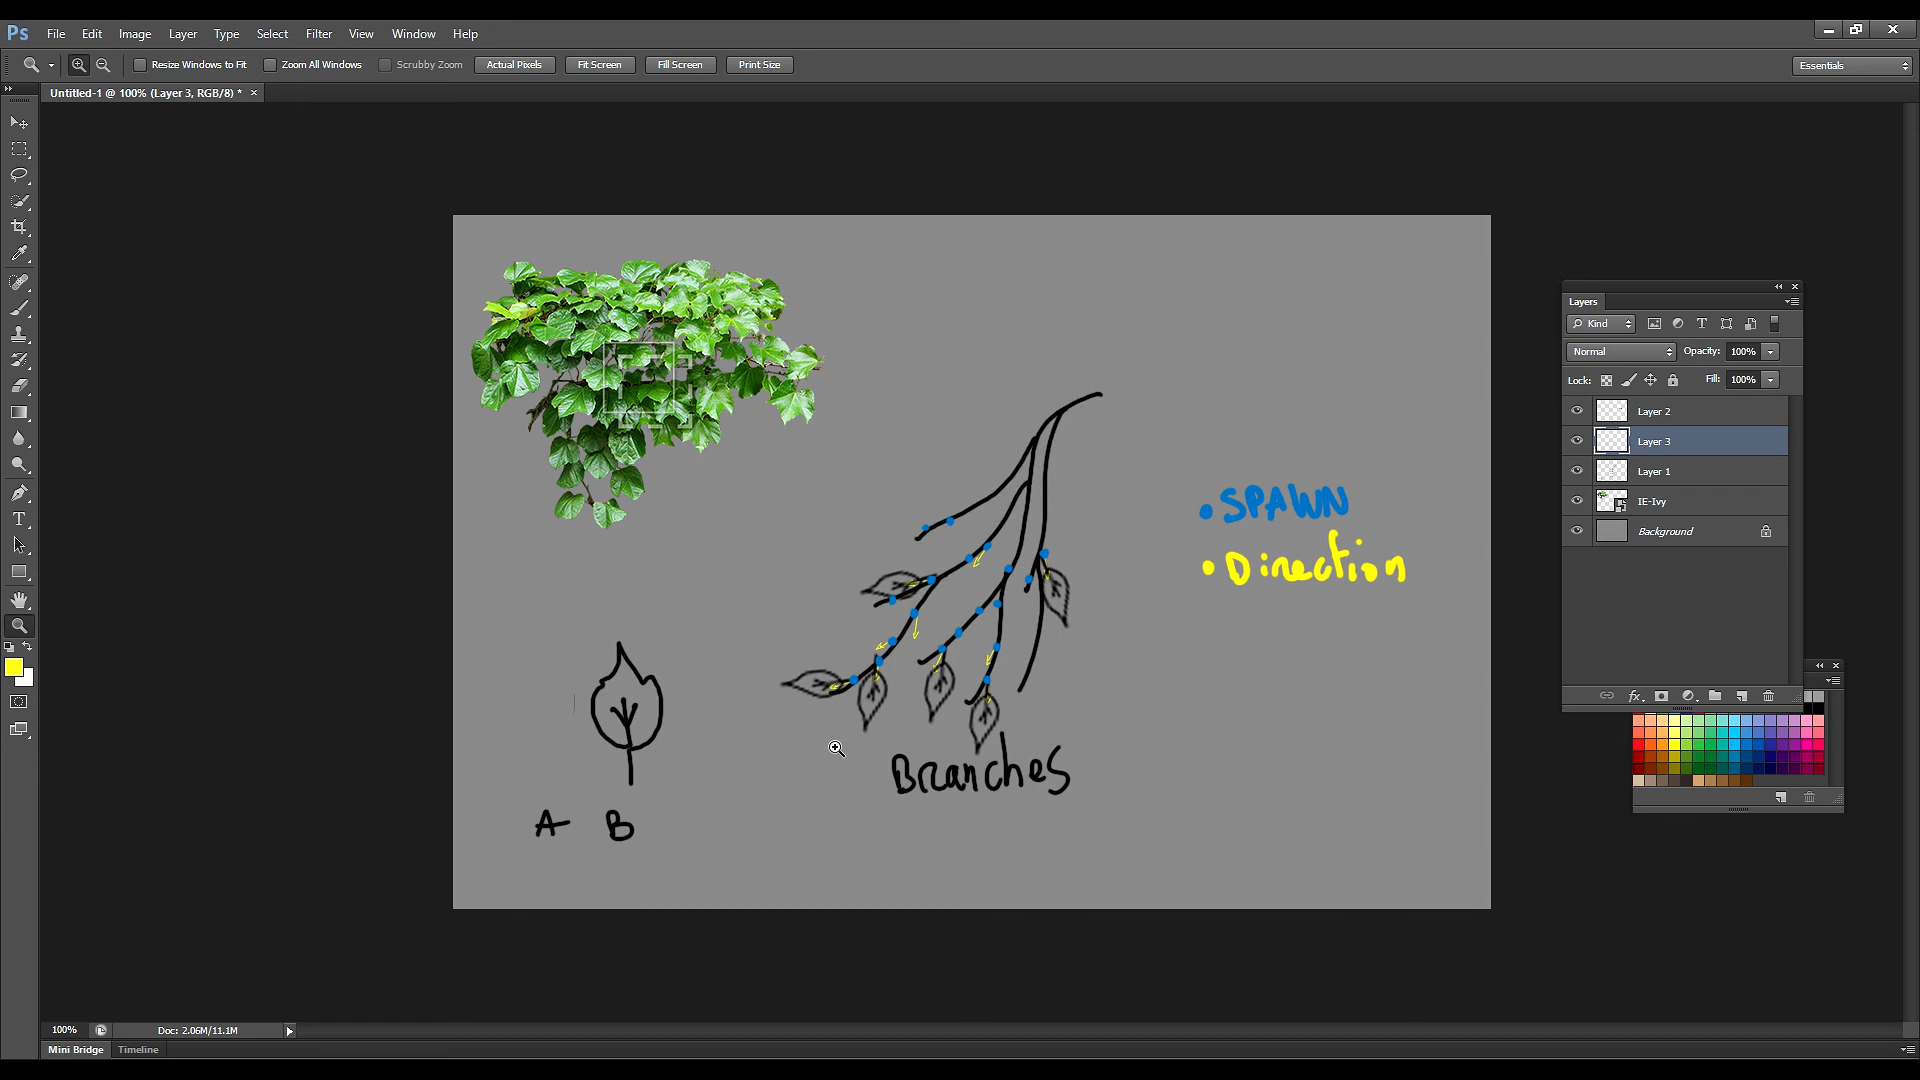 Ps File Edit Image Layer Type Select Filter View Window Help
Resize Windows to Fit Zoom All Windows Scrubby Zoom Actual Pixels Fit Screen Fill Screen Print Size Essentials
Untitled-1 @ 100% (Layer 3, RGB/8) * ×
Layers
Kind
Normal Opacity: 100%
Lock: Fill: 100%
Layer 2
Layer 3
Layer 1
IE-Ivy
Background
fx
SPAWN
Direction
Branches
A B
100% Doc: 2.06M/11.1M
Mini Bridge Timeline